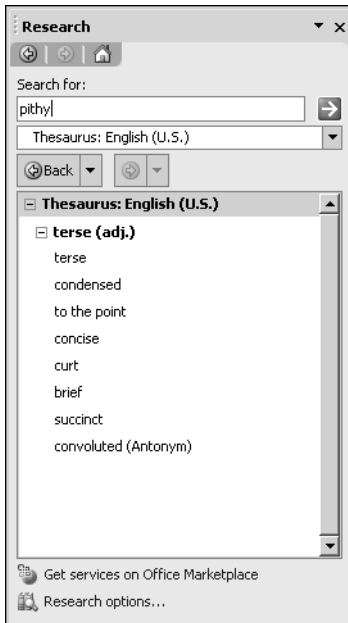 Research
Search for:
pithy
Thesaurus: English (U.S.)
Back
Thesaurus: English (U.S.)
terse (adj.)
terse
condensed
to the point
concise
curt
brief
succinct
convoluted (Antonym)
Get services on Office Marketplace
Research options...